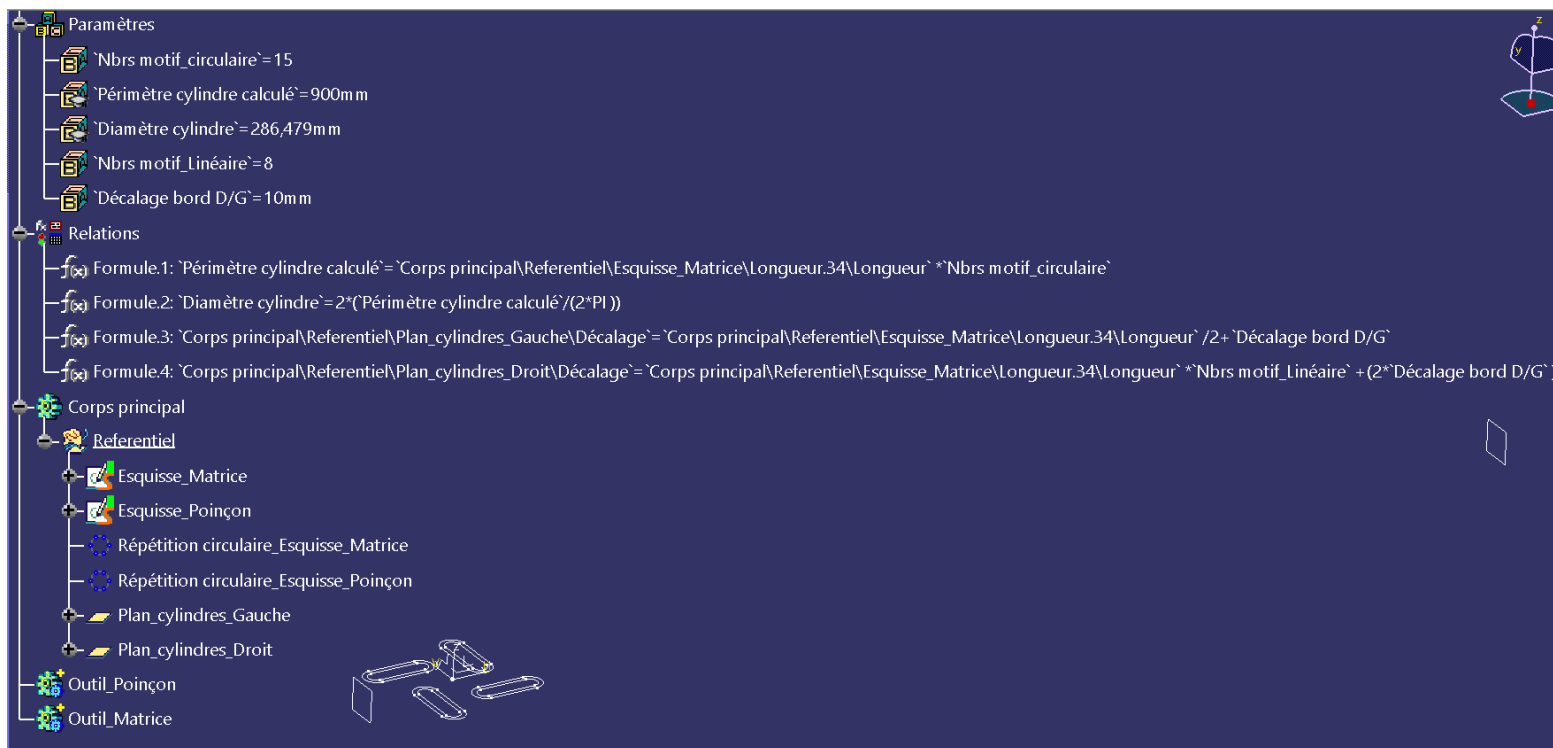 Paramètres
`Nbrs motif_circulaire`=15
`Périmètre cylindre calculé`=900mm
`Diamètre cylindre`=286,479mm
`Nbrs motif_Linéaire`=8
`Décalage bord D/G`=10mm
Relations
Formule.1: `Périmètre cylindre calculé`=`Corps principal\Referentiel\Esquisse_Matrice\Longueur.34\Longueur` *`Nbrs motif_circulaire`
Formule.2: `Diamètre cylindre`=2*(`Périmètre cylindre calculé`/(2*PI ))
Formule.3: `Corps principal\Referentiel\Plan_cylindres_Gauche\Décalage`=`Corps principal\Referentiel\Esquisse_Matrice\Longueur.34\Longueur` /2+ `Décalage bord D/G`
Formule.4: `Corps principal\Referentiel\Plan_cylindres_Droit\Décalage`=`Corps principal\Referentiel\Esquisse_Matrice\Longueur.34\Longueur` *`Nbrs motif_Linéaire` +(2*`Décalage bord D/G` )
Corps principal
Referentiel
Esquisse_Matrice
Esquisse_Poinçon
Répétition circulaire_Esquisse_Matrice
Répétition circulaire_Esquisse_Poinçon
Plan_cylindres_Gauche
Plan_cylindres_Droit
Outil_Poinçon
Outil_Matrice
z
y